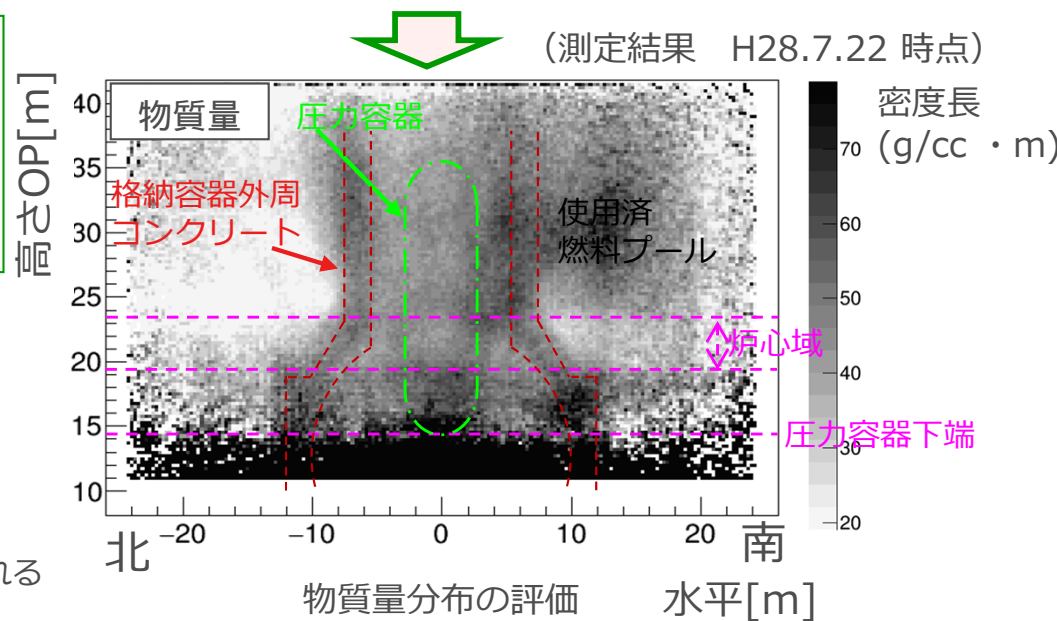 （測定結果　H28.7.22 時点）
高さOP[m]
物質量
圧力容器
格納容器外周
コンクリート
使用済
燃料プール
炉心域
圧力容器下端
40
35
30
25
20
15
10
−20
−10
0
10
20
北
南
水平[m]
物質量分布の評価
密度長
(g/cc ・m)
70
60
50
40
30
20
れる